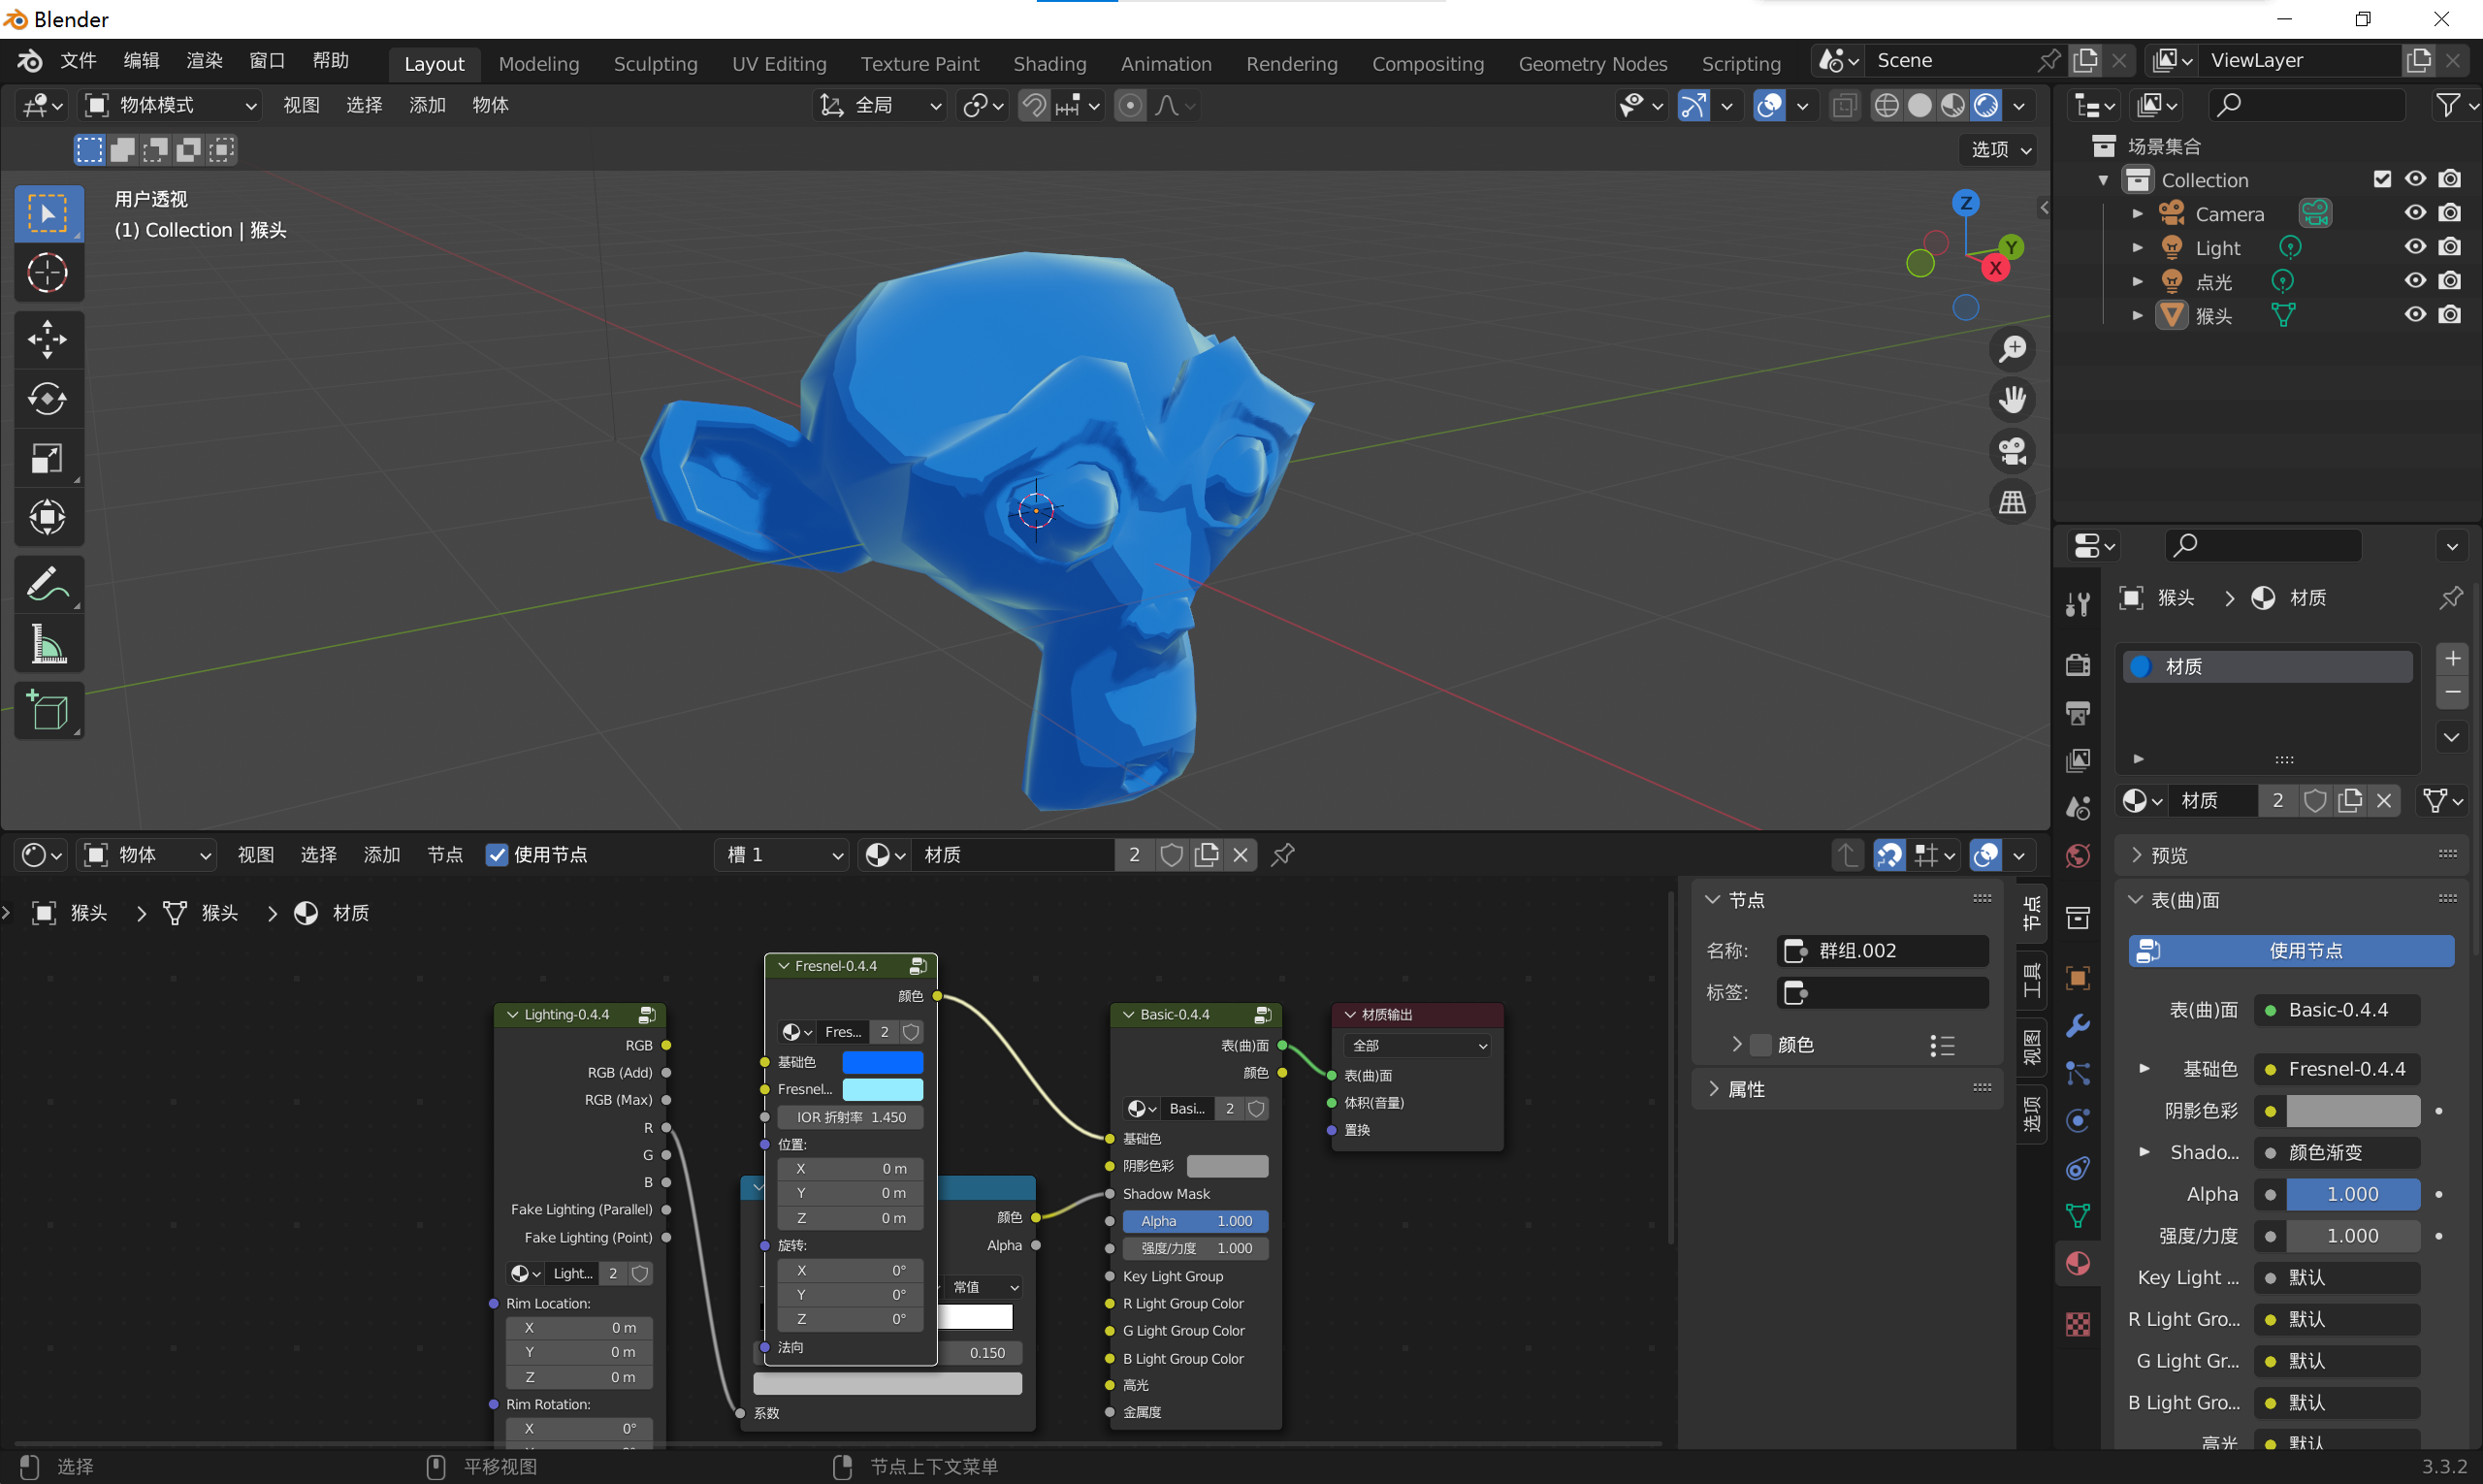 Blender
文件 编辑 渲染 窗口 帮助 Layout Modeling Sculpting UV Editing Texture Paint Shading Animation Rendering Compositing Geometry Nodes Scripting Scene ViewLayer
物体模式 视图 选择 添加 物体 全局
选项
用户透视
(1) Collection | 猴头
Z
Y
X
场景集合
Collection
Camera
Light
点光
猴头
猴头 材质
材质
材质 2
预览
表(曲)面
使用节点
表(曲)面 Basic-0.4.4
基础色 Fresnel-0.4.4
阴影色彩
Shado... 颜色渐变
Alpha 1.000
强度/力度 1.000
Key Light ... 默认
R Light Gro... 默认
G Light Gr... 默认
B Light Gro... 默认
高光 默认
物体 视图 选择 添加 节点 使用节点 槽 1 材质 2
猴头 猴头 材质
Lighting-0.4.4
RGB
RGB (Add)
RGB (Max)
R
G
B
Fake Lighting (Parallel)
Fake Lighting (Point)
Light... 2
Rim Location:
X 0 m
Y 0 m
Z 0 m
Rim Rotation:
X 0°
Fresnel-0.4.4
颜色
Fres... 2
基础色
Fresnel...
IOR 折射率 1.450
位置:
X 0 m
Y 0 m
Z 0 m
旋转:
X 0°
Y 0°
Z 0°
法向
颜色
Alpha
常值
0.150
系数
Basic-0.4.4
表(曲)面
颜色
Basi... 2
基础色
阴影色彩
Shadow Mask
Alpha 1.000
强度/力度 1.000
Key Light Group
R Light Group Color
G Light Group Color
B Light Group Color
高光
金属度
材质输出
全部
表(曲)面
体积(音量)
置换
节点
名称: 群组.002
标签:
颜色
属性
节点
工具
视图
选项
选择 平移视图 节点上下文菜单 3.3.2